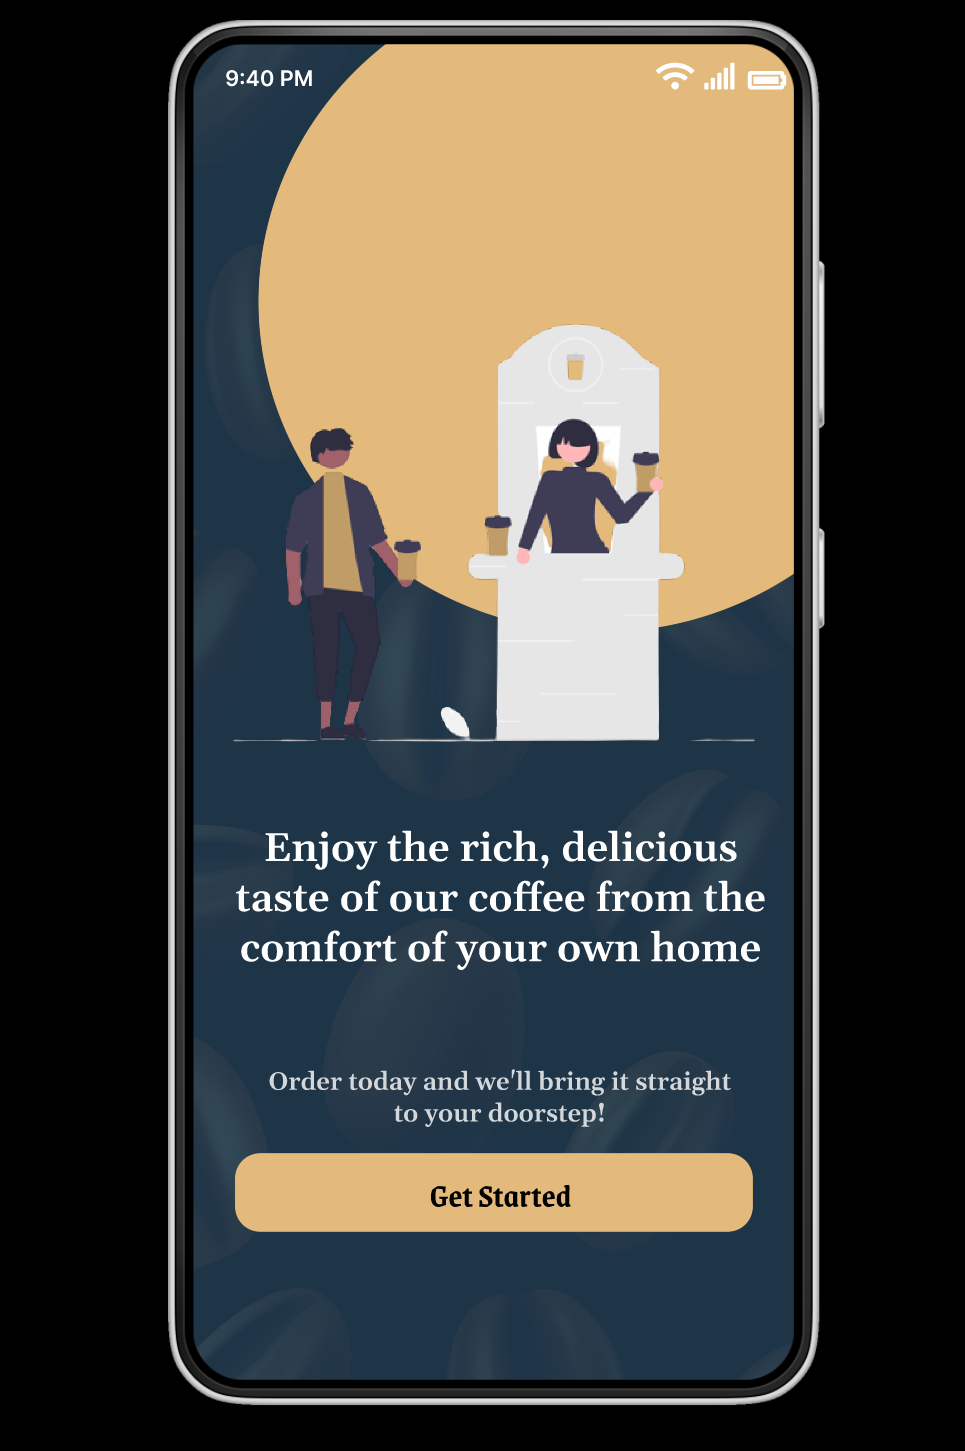 9:40 PM
Enjoy the rich, delicious
taste of our coffee from the
comfort of your own home
Order today and we'll bring it straight
to your doorstep!
Get Started